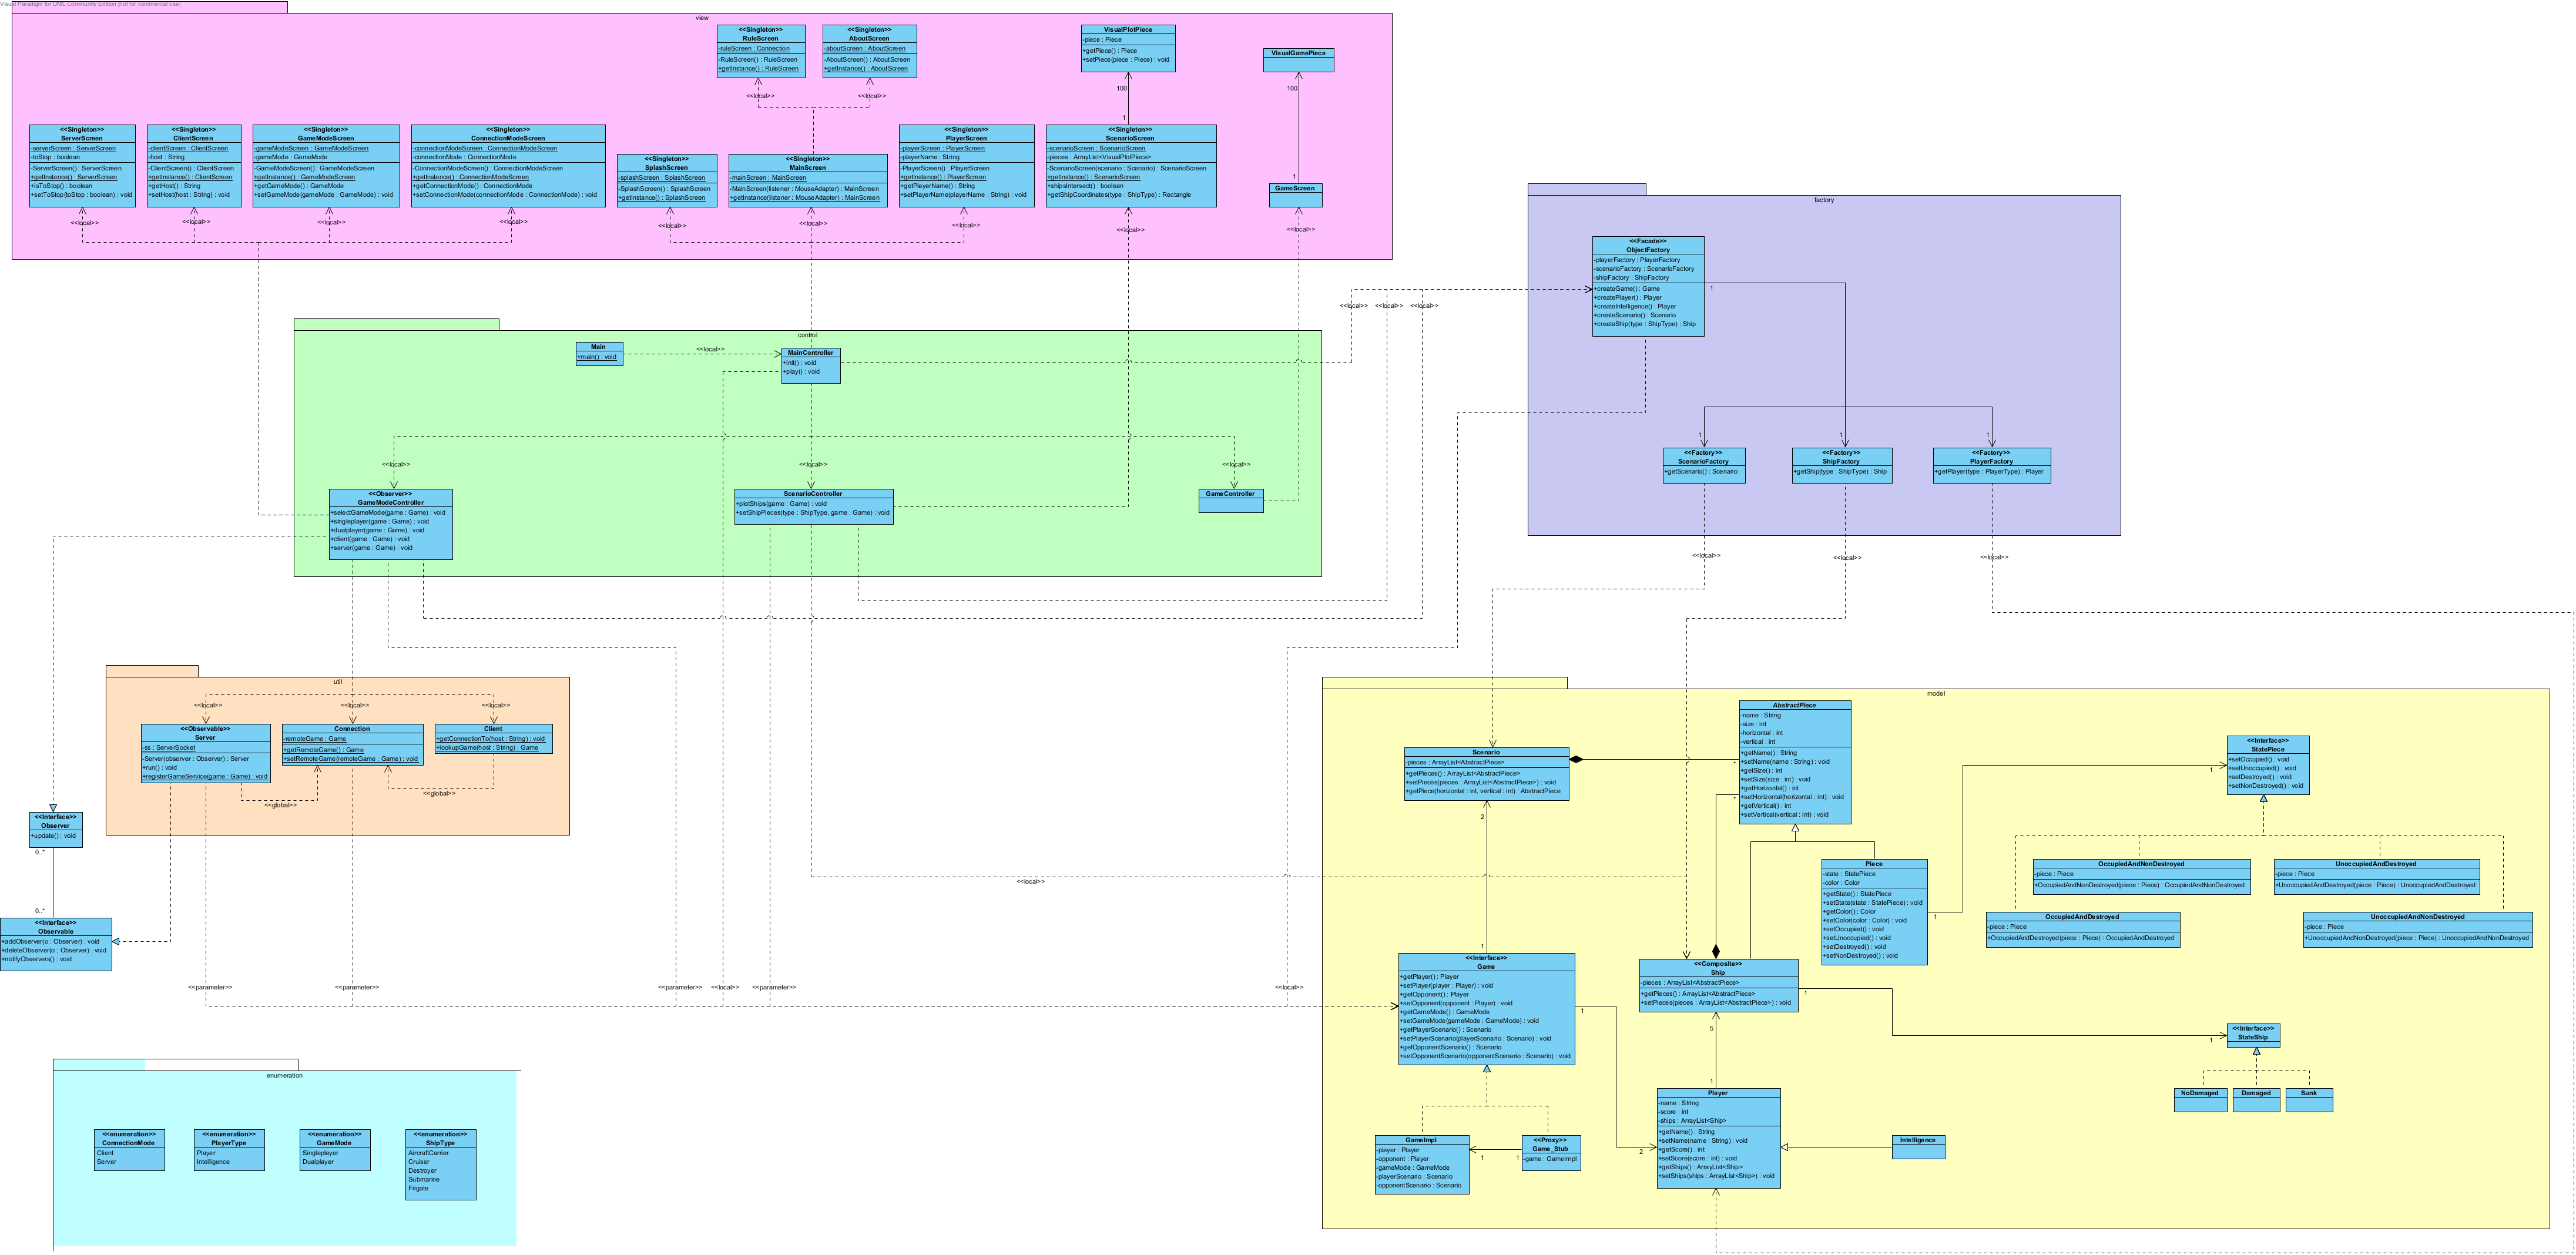 Visual Paradigm for UML Community Edition [not for commercial use]
view
<<Singleton>>
RuleScreen
-ruleScreen : Connection
-RuleScreen() : RuleScreen
+getInstance() : RuleScreen
<<Singleton>>
AboutScreen
-aboutScreen : AboutScreen
-AboutScreen() : AboutScreen
+getInstance() : AboutScreen
VisualPlotPiece
-piece : Piece
+getPiece() : Piece
+setPiece(piece : Piece) : void
VisualGamePiece
<<local>>
<<local>>
100
1
100
1
<<Singleton>>
ServerScreen
-serverScreen : ServerScreen
-toStop : boolean
-ServerScreen() : ServerScreen
+getInstance() : ServerScreen
+isToStop() : boolean
+setToStop(toStop : boolean) : void
<<Singleton>>
ClientScreen
-clientScreen : ClientScreen
-host : String
-ClientScreen() : ClientScreen
+getInstance() : ClientScreen
+getHost() : String
+setHost(host : String) : void
<<Singleton>>
GameModeScreen
-gameModeScreen : GameModeScreen
-gameMode : GameMode
-GameModeScreen() : GameModeScreen
+getInstance() : GameModeScreen
+getGameMode() : GameMode
+setGameMode(gameMode : GameMode) : void
<<Singleton>>
ConnectionModeScreen
-connectionModeScreen : ConnectionModeScreen
-connectionMode : ConnectionMode
-ConnectionModeScreen() : ConnectionModeScreen
+getInstance() : ConnectionModeScreen
+getConnectionMode() : ConnectionMode
+setConnectionMode(connectionMode : ConnectionMode) : void
<<Singleton>>
SplashScreen
-splashScreen : SplashScreen
-SplashScreen() : SplashScreen
+getInstance() : SplashScreen
<<Singleton>>
MainScreen
-mainScreen : MainScreen
-MainScreen(listener : MouseAdapter) : MainScreen
+getInstance(listener : MouseAdapter) : MainScreen
<<Singleton>>
PlayerScreen
-playerScreen : PlayerScreen
-playerName : String
-PlayerScreen() : PlayerScreen
+getInstance() : PlayerScreen
+getPlayerName() : String
+setPlayerName(playerName : String) : void
<<Singleton>>
ScenarioScreen
-scenarioScreen : ScenarioScreen
-pieces : ArrayList<VisualPlotPiece>
-ScenarioScreen(scenario : Scenario) : ScenarioScreen
+getInstance() : ScenarioScreen
+shipsIntersect() : boolean
+getShipCoordinates(type : ShipType) : Rectangle
GameScreen
<<local>>
<<local>>
<<local>>
<<local>>
<<local>>
<<local>>
<<local>>
<<local>>
<<local>>
factory
<<Facade>>
ObjectFactory
-playerFactory : PlayerFactory
-scenarioFactory : ScenarioFactory
-shipFactory : ShipFactory
+createGame() : Game
+createPlayer() : Player
+createIntelligence() : Player
+createScenario() : Scenario
+createShip(type : ShipType) : Ship
1
<<local>>
<<local>>
<<local>>
1
1
1
<<Factory>>
ScenarioFactory
+getScenario() : Scenario
<<Factory>>
ShipFactory
+getShip(type : ShipType) : Ship
<<Factory>>
PlayerFactory
+getPlayer(type : PlayerType) : Player
<<local>>
<<local>>
<<local>>
control
Main
+main() : void
<<local>>
MainController
+init() : void
+play() : void
<<local>>
<<local>>
<<local>>
<<Observer>>
GameModeController
+selectGameMode(game : Game) : void
+singleplayer(game : Game) : void
+dualplayer(game : Game) : void
+client(game : Game) : void
+server(game : Game) : void
ScenarioController
+plotShips(game : Game) : void
+setShipPieces(type : ShipType, game : Game) : void
GameController
util
<<local>>
<<local>>
<<local>>
<<Observable>>
Server
-ss : ServerSocket
-Server(observer : Observer) : Server
+run() : void
+registerGameService(game : Game) : void
Connection
-remoteGame : Game
+getRemoteGame() : Game
+setRemoteGame(remoteGame : Game) : void
Client
+getConnectionTo(host : String) : void
+lookupGame(host : String) : Game
<<global>>
<<global>>
<<Interface>>
Observer
+update() : void
0..*
0..*
<<Interface>>
Observable
+addObserver(o : Observer) : void
+deleteObserver(o : Observer) : void
+notifyObservers() : void
<<parameter>>
<<parameter>>
<<parameter>>
<<local>>
<<parameter>>
<<local>>
<<local>>
model
AbstractPiece
-name : String
-size : int
-horizontal : int
-vertical : int
+getName() : String
+setName(name : String) : void
+getSize() : int
+setSize(size : int) : void
+getHorizontal() : int
+setHorizontal(horizontal : int) : void
+getVertical() : int
+setVertical(vertical : int) : void
Scenario
-pieces : ArrayList<AbstractPiece>
+getPieces() : ArrayList<AbstractPiece>
+setPieces(pieces : ArrayList<AbstractPiece>) : void
+getPiece(horizontal : int, vertical : int) : AbstractPiece
*
*
2
1
<<Interface>>
StatePiece
+setOccupied() : void
+setUnoccupied() : void
+setDestroyed() : void
+setNonDestroyed() : void
1
Piece
-state : StatePiece
-color : Color
+getState() : StatePiece
+setState(state : StatePiece) : void
+getColor() : Color
+setColor(color : Color) : void
+setOccupied() : void
+setUnoccupied() : void
+setDestroyed() : void
+setNonDestroyed() : void
1
OccupiedAndNonDestroyed
-piece : Piece
+OccupiedAndNonDestroyed(piece : Piece) : OccupiedAndNonDestroyed
UnoccupiedAndDestroyed
-piece : Piece
+UnoccupiedAndDestroyed(piece : Piece) : UnoccupiedAndDestroyed
OccupiedAndDestroyed
-piece : Piece
+OccupiedAndDestroyed(piece : Piece) : OccupiedAndDestroyed
UnoccupiedAndNonDestroyed
-piece : Piece
+UnoccupiedAndNonDestroyed(piece : Piece) : UnoccupiedAndNonDestroyed
<<Interface>>
Game
+getPlayer() : Player
+setPlayer(player : Player) : void
+getOpponent() : Player
+setOpponent(opponent : Player) : void
+getGameMode() : GameMode
+setGameMode(gameMode : GameMode) : void
+getPlayerScenario() : Scenario
+setPlayerScenario(playerScenario : Scenario) : void
+getOpponentScenario() : Scenario
+setOpponentScenario(opponentScenario : Scenario) : void
1
2
<<Composite>>
Ship
-pieces : ArrayList<AbstractPiece>
+getPieces() : ArrayList<AbstractPiece>
+setPieces(pieces : ArrayList<AbstractPiece>) : void
1
5
1
1
<<Interface>>
StateShip
NoDamaged
Damaged
Sunk
Player
-name : String
-score : int
-ships : ArrayList<Ship>
+getName() : String
+setName(name : String) : void
+getScore() : int
+setScore(score : int) : void
+getShips() : ArrayList<Ship>
+setShips(ships : ArrayList<Ship>) : void
Intelligence
GameImpl
-player : Player
-opponent : Player
-gameMode : GameMode
-playerScenario : Scenario
-opponentScenario : Scenario
1
1
<<Proxy>>
Game_Stub
-game : GameImpl
enumeration
<<enumeration>>
ConnectionMode
Client
Server
<<enumeration>>
PlayerType
Player
Intelligence
<<enumeration>>
GameMode
Singleplayer
Dualplayer
<<enumeration>>
ShipType
AircraftCarrier
Cruiser
Destroyer
Submarine
Frigate